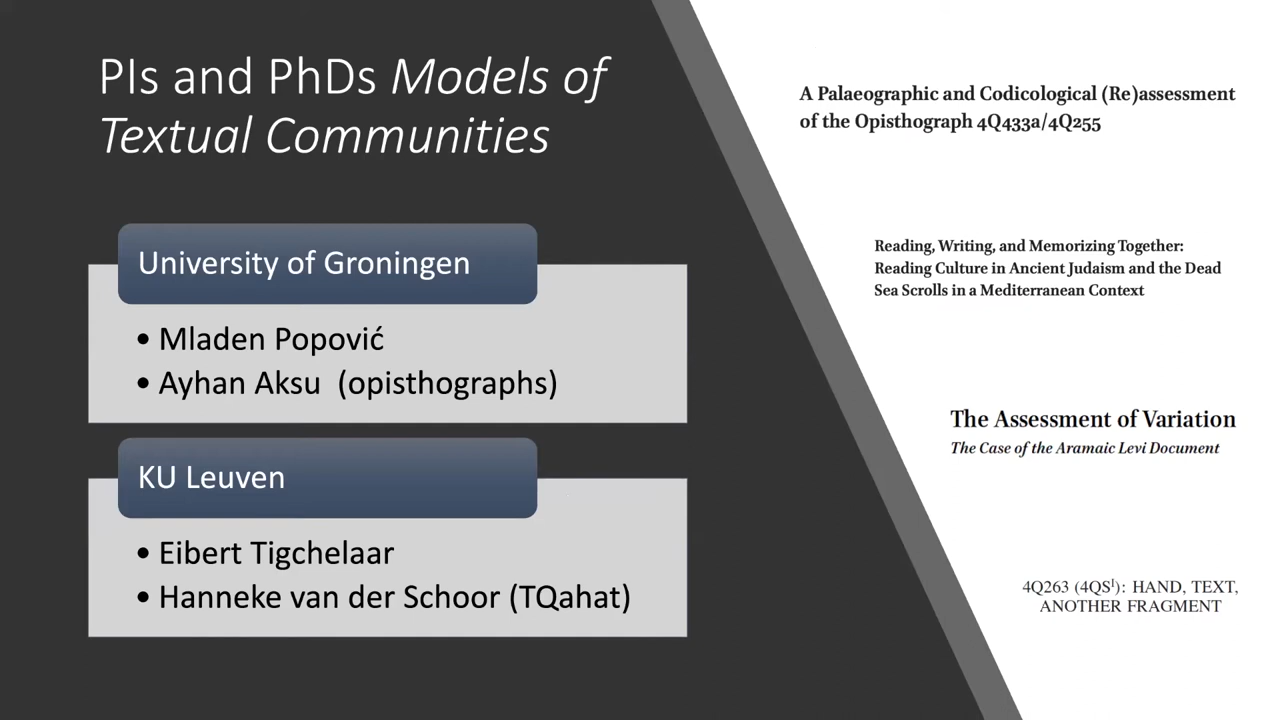 PIs and PhDs Models of
Textual Communities
University of Groningen
• Mladen Popović
• Ayhan Aksu (opisthographs)
KU Leuven
• Eibert Tigchelaar
• Hanneke van der Schoor (TQahat)
A Palaeographic and Codicological (Re)assessment
of the Opisthograph 4Q433a/4Q255
Reading, Writing, and Memorizing Together:
Reading Culture in Ancient Judaism and the Dead
Sea Scrolls in a Mediterranean Context
The Assessment of Variation
The Case of the Aramaic Levi Document
4Q263 (4QSᴵ): HAND, TEXT,
ANOTHER FRAGMENT